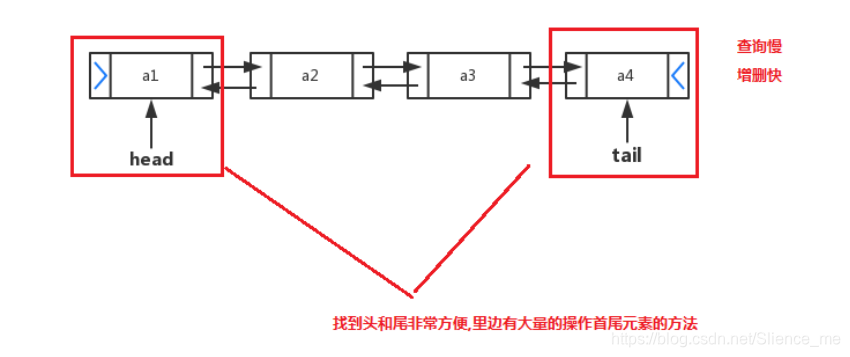 查询慢
增删快
a1 a2 a3 a4
head tail
找到头和尾非常方便,里边有大量的操作首尾元素的方法
https://blog.csdn.net/Slience_me